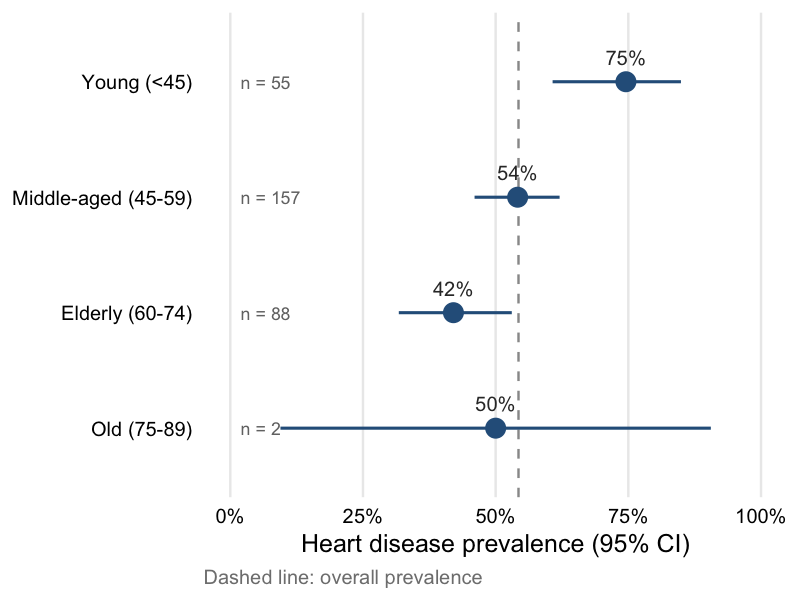 75%
Young (<45) n = 55
54%
Middle-aged (45-59) n = 157
42%
Elderly (60-74) n = 88
50%
Old (75-89) n = 2
0% 25% 50% 75% 100%
Heart disease prevalence (95% CI)
Dashed line: overall prevalence